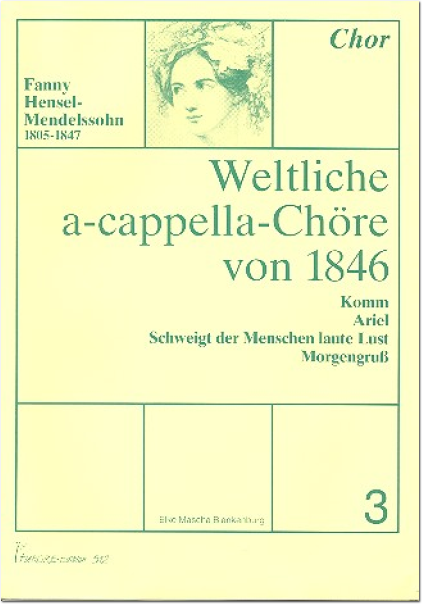 Chor
Fanny
Hensel-
Mendelssohn
1805-1847
Weltliche
a-cappella-Chöre
von 1846
Komm
Ariel
Schweigt der Menschen laute Lust
Morgengruß
Elke Mascha Blankenburg
3